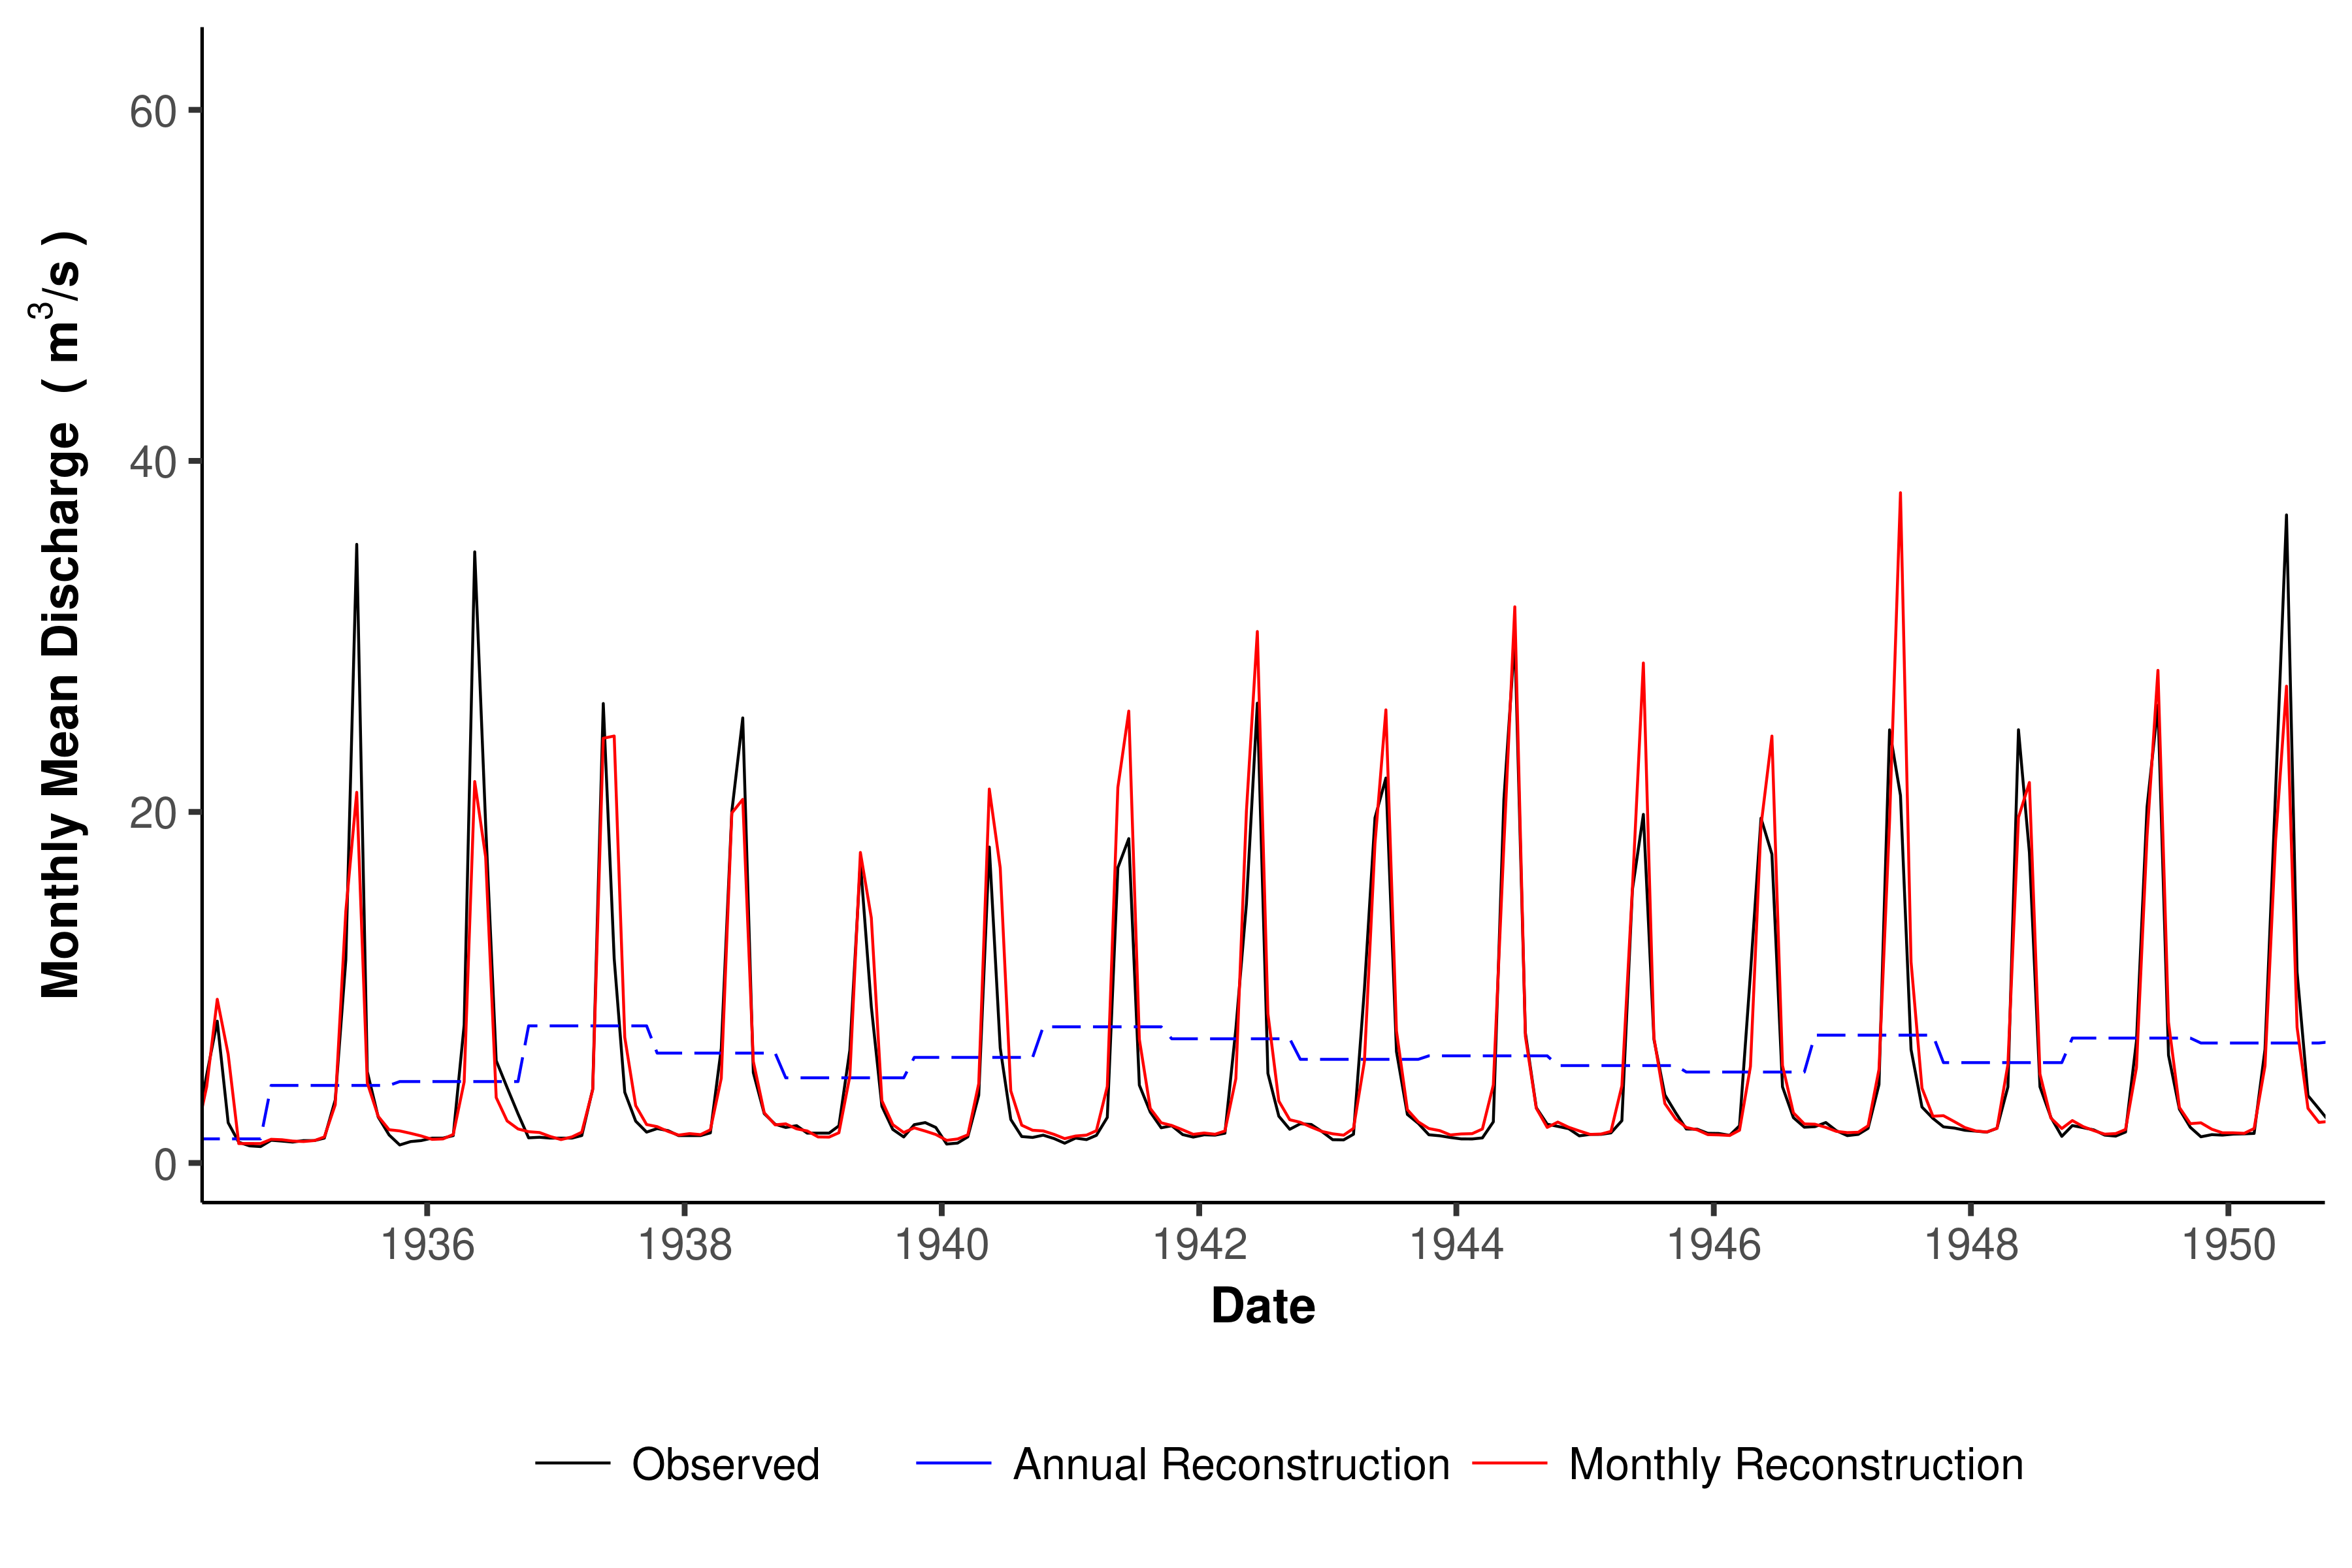 Monthly Mean Discharge ( m³/s )
60
40
20
0
1936 1938 1940 1942 1944 1946 1948 1950
Date
Observed Annual Reconstruction Monthly Reconstruction